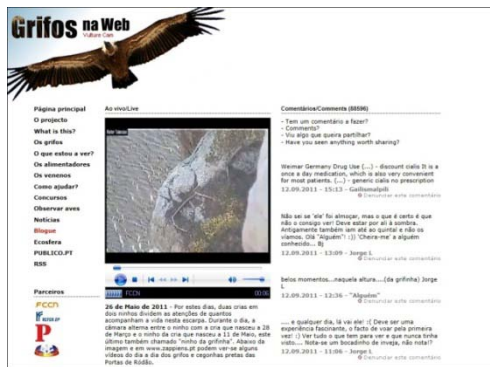 Grifos na Web
Vulture Cam
Página principal
O projecto
What is this?
Os grifos
O que estou a ver?
Os alimentadores
Os venenos
Como ajudar?
Concursos
Observar aves
Notícias
Blogue
Ecosfera
PUBLICO.PT
RSS
Parceiros
FCCN
P
Ao vivo/Live
FCCN
00:06
26 de Maio de 2011 - Por estes dias, duas crias em
dois ninhos dividem as atenções de quantos
acompanham a vida nesta escarpa. Durante o dia, a
câmara alterna entre o ninho com a cria que nasceu a 28
de Março e o ninho da cria que nasceu a 11 de Maio, este
último também chamado "ninho da grifinha". Abaixo da
imagem e em www.zappiens.pt podem ver-se alguns
vídeos do dia a dia dos grifos e cegonhas pretas das
Portas de Ródão.
Comentários/Comments (68596)
- Tem um comentário a fazer?
- Commento?
- Viu algo que queira partilhar?
- Have you seen anything worth sharing?
Weimar Germany Drug Use (...) - discount cialis It is a
once a day medication, which is also very convenient
for most patients. (...) - generic cialis no prescription
12.09.2011 - 15:13 - Gailsmalpili
Denunciar este comentário
Não sei se 'ele' foi almoçar, mas o que é certo é que
não o consigo ver! Deve estar por ali à sombra.
Antigamente também iam até ao quintal e não os
víamos. Olá "Alguém"! :)) 'Cheira-me' a alguém
conhecido... Bj
12.09.2011 - 13:09 - Jorge L
Denunciar este comentário
belos momentos...naquela altura....(da grifinha) Jorge
L
12.09.2011 - 12:36 - "Alguém"
Denunciar este comentário
.... e qualquer dia, lá vai ele! :( Deve ser uma
experiência fascinante, o facto de voar pela primeira
vez! :) Ver tudo o que tem para ver e que nunca tinha
visto.... Nota-se um bocadinho de inveja, não nota?!
12.09.2011 - 11:06 - Jorge L
Denunciar este comentário